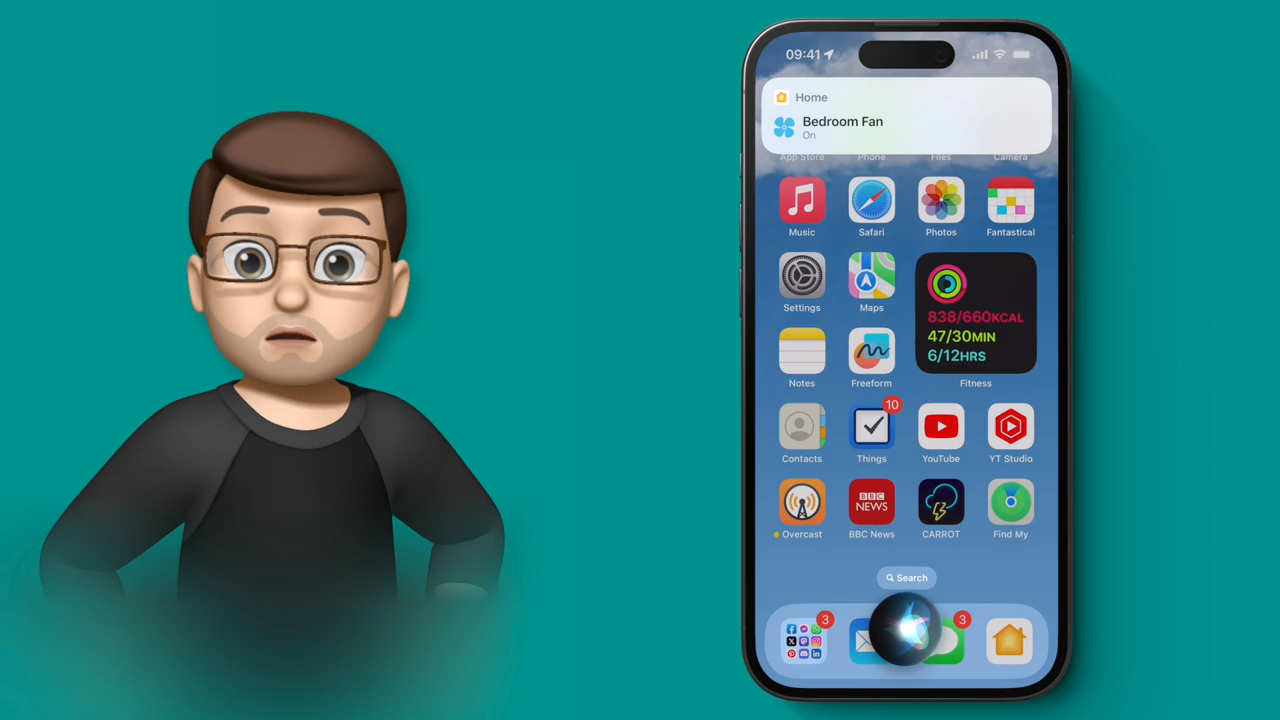 09:41
Home
Bedroom Fan
On
App Store Phone Files Camera
Music Safari Photos Fantastical
838/660KCAL
47/30MIN
6/12HRS
Settings Maps
Notes Freeform Fitness
10
Contacts Things YouTube YT Studio
BBC
NEWS
Overcast BBC News CARROT Find My
Search
3 3